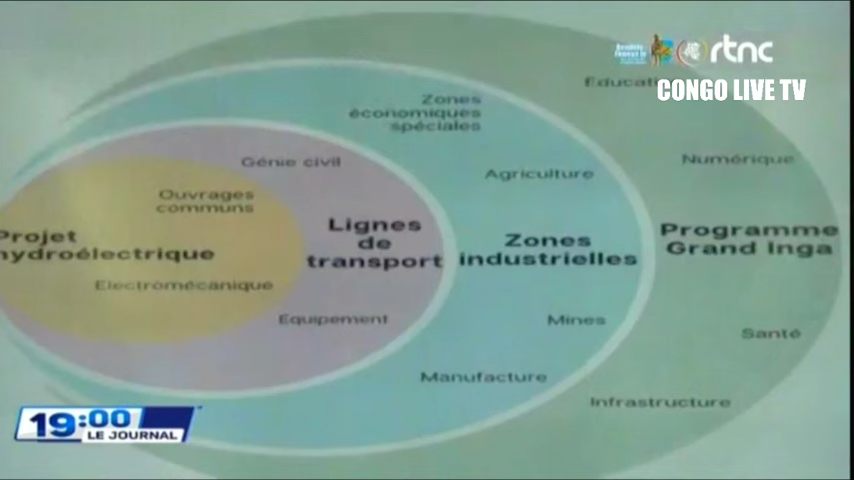 rtnc
CONGO LIVE TV
Zones
économiques
spéciales
Génie civil
Agriculture
Numérique
Ouvrages
communs
Projet
hydroélectrique
Lignes
de
transport
Zones
industrielles
Programme
Grand Inga
Electromécanique
Equipement
Mines
Santé
Manufacture
Infrastructure
19:00
LE JOURNAL